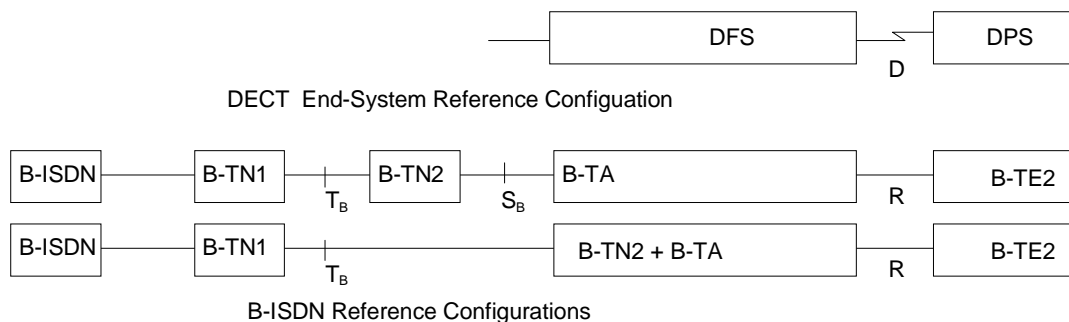 DFS DPS
D
DECT End-System Reference Configuation
B-ISDN B-TN1 B-TN2 B-TA B-TE2
T_B S_B R
B-ISDN B-TN1 B-TN2 + B-TA B-TE2
T_B R
B-ISDN Reference Configurations